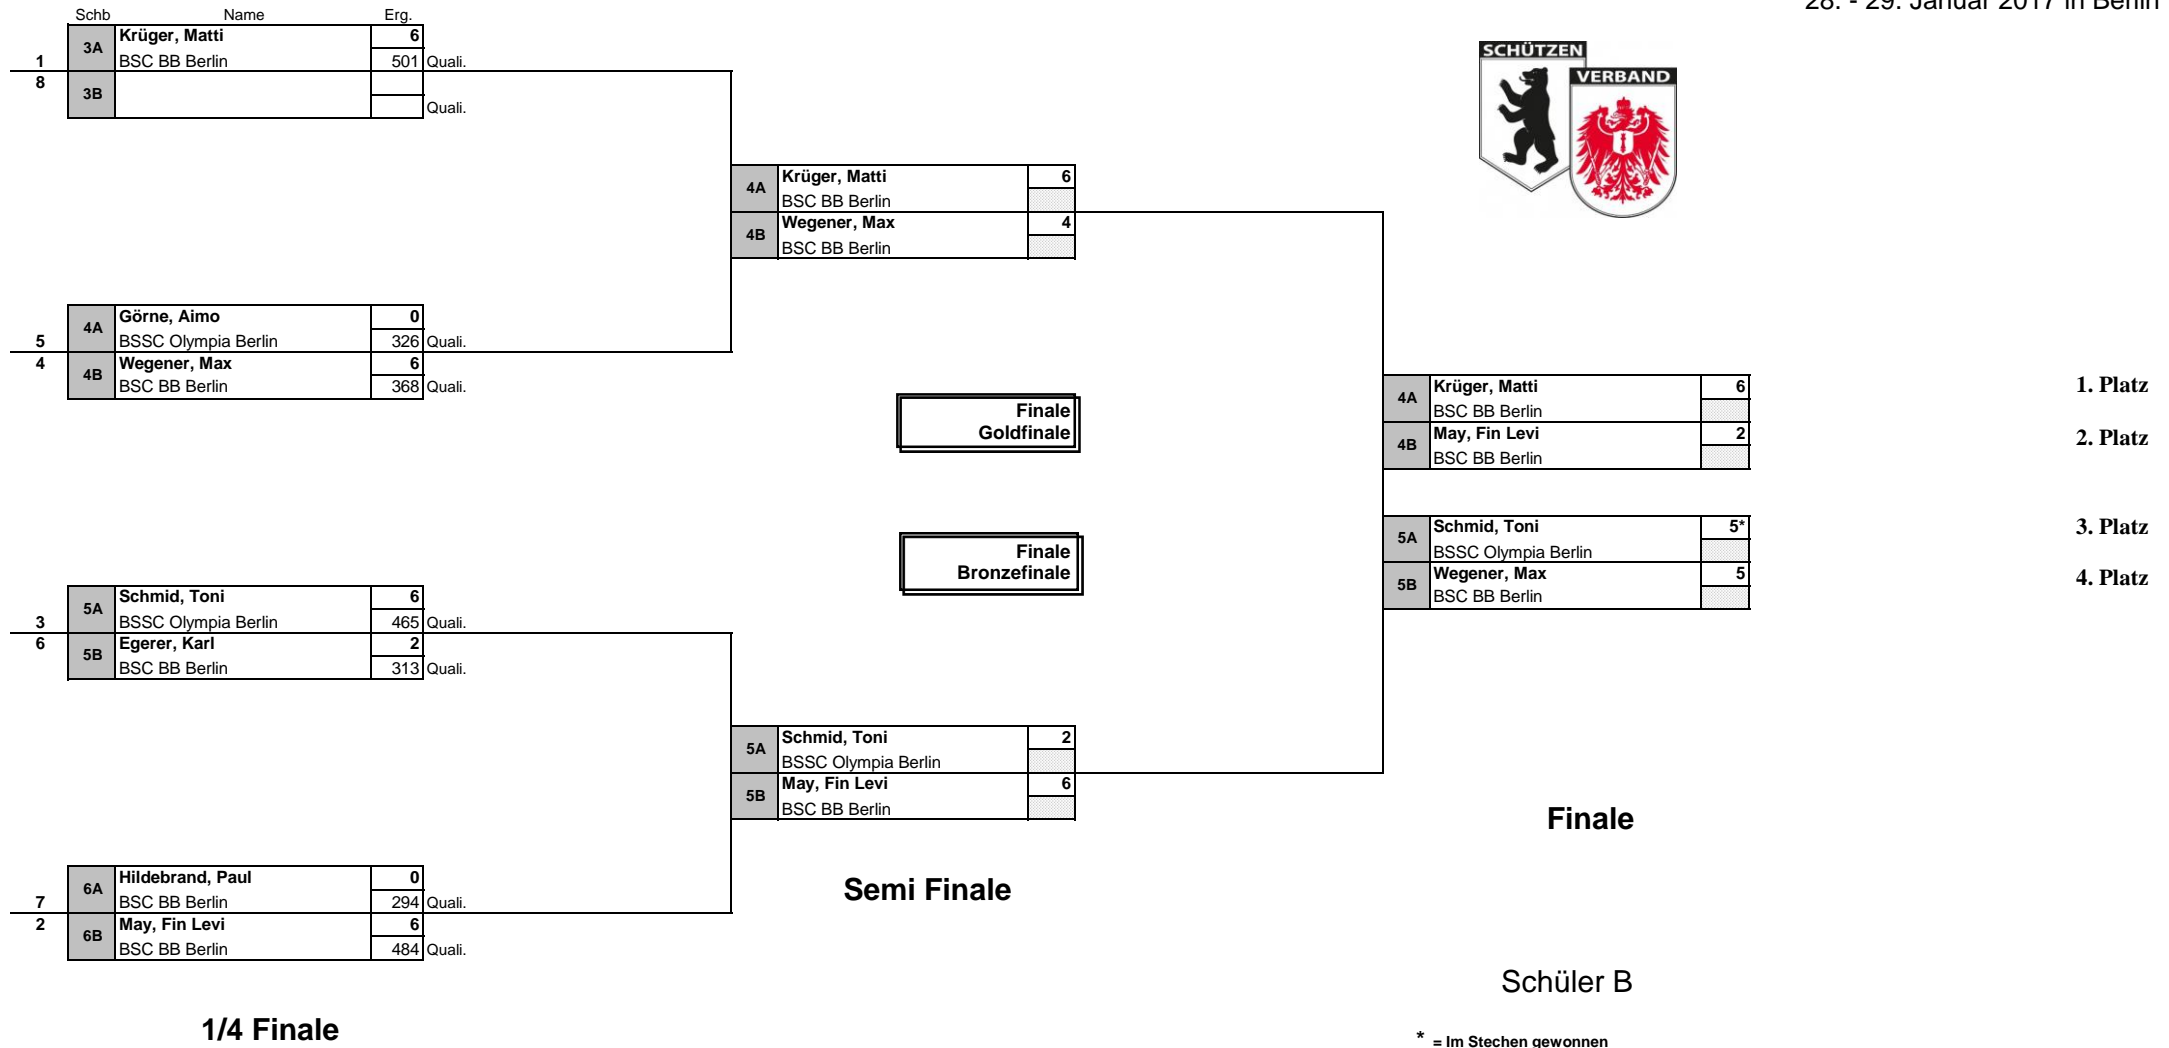 28. - 29. Januar 2017 in Berlin
Schb Name Erg.
3A Krüger, Matti 6
1 BSC BB Berlin 501 Quali.
8 3B
Quali.
SCHÜTZEN
VERBAND
4A Krüger, Matti 6
BSC BB Berlin
4B Wegener, Max 4
BSC BB Berlin
4A Görne, Aimo 0
5 BSSC Olympia Berlin 326 Quali.
4 4B Wegener, Max 6
BSC BB Berlin 368 Quali.
Finale
Goldfinale
4A Krüger, Matti 6 1. Platz
BSC BB Berlin
4B May, Fin Levi 2 2. Platz
BSC BB Berlin
Finale
Bronzefinale
5A Schmid, Toni 5* 3. Platz
BSSC Olympia Berlin
5B Wegener, Max 5 4. Platz
BSC BB Berlin
5A Schmid, Toni 6
3 BSSC Olympia Berlin 465 Quali.
6 5B Egerer, Karl 2
BSC BB Berlin 313 Quali.
5A Schmid, Toni 2
BSSC Olympia Berlin
5B May, Fin Levi 6
BSC BB Berlin
Finale
6A Hildebrand, Paul 0
7 BSC BB Berlin 294 Quali.
2 6B May, Fin Levi 6
BSC BB Berlin 484 Quali.
Semi Finale
Schüler B
1/4 Finale
* = Im Stechen gewonnen